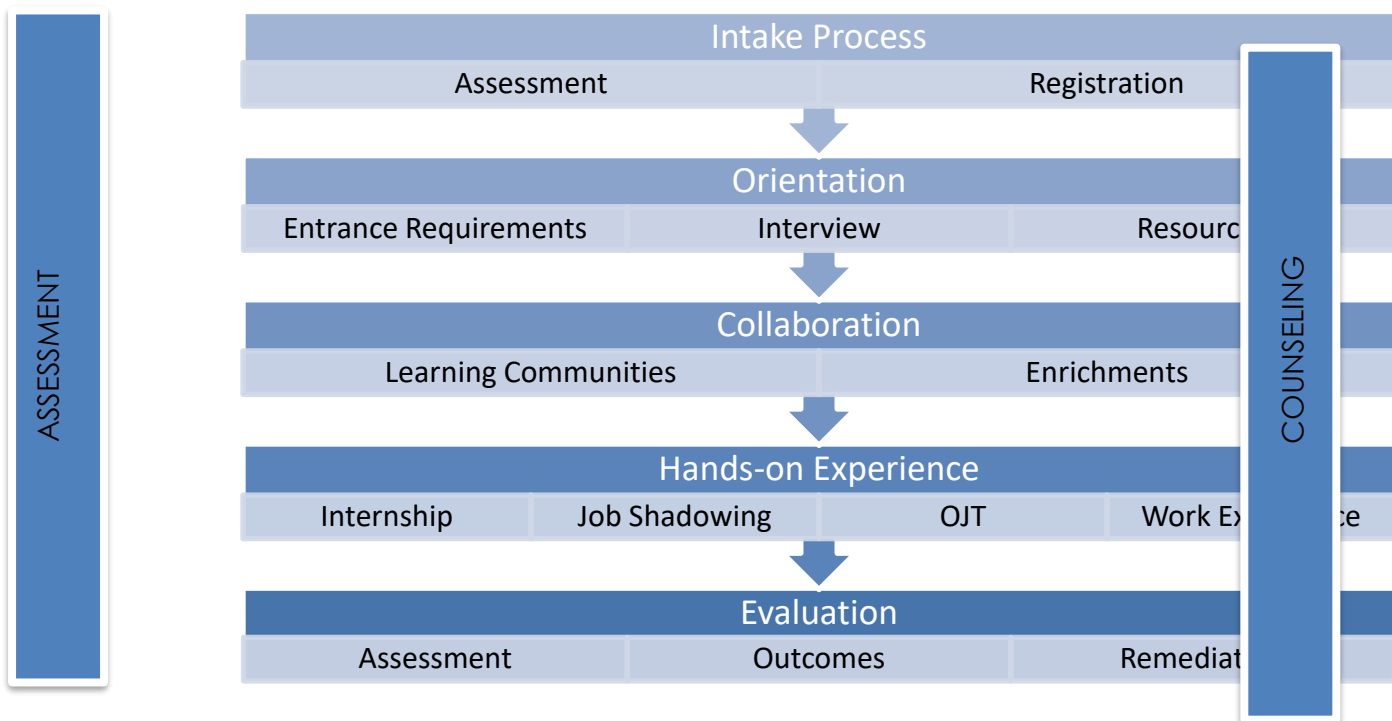 ASSESSMENT
Intake Process
Assessment Registration
Orientation
Entrance Requirements Interview
Collaboration
Learning Communities Enrichments
Hands-on Experience
Internship Job Shadowing OJT Work
Evaluation
Assessment Outcomes
COUNSELING